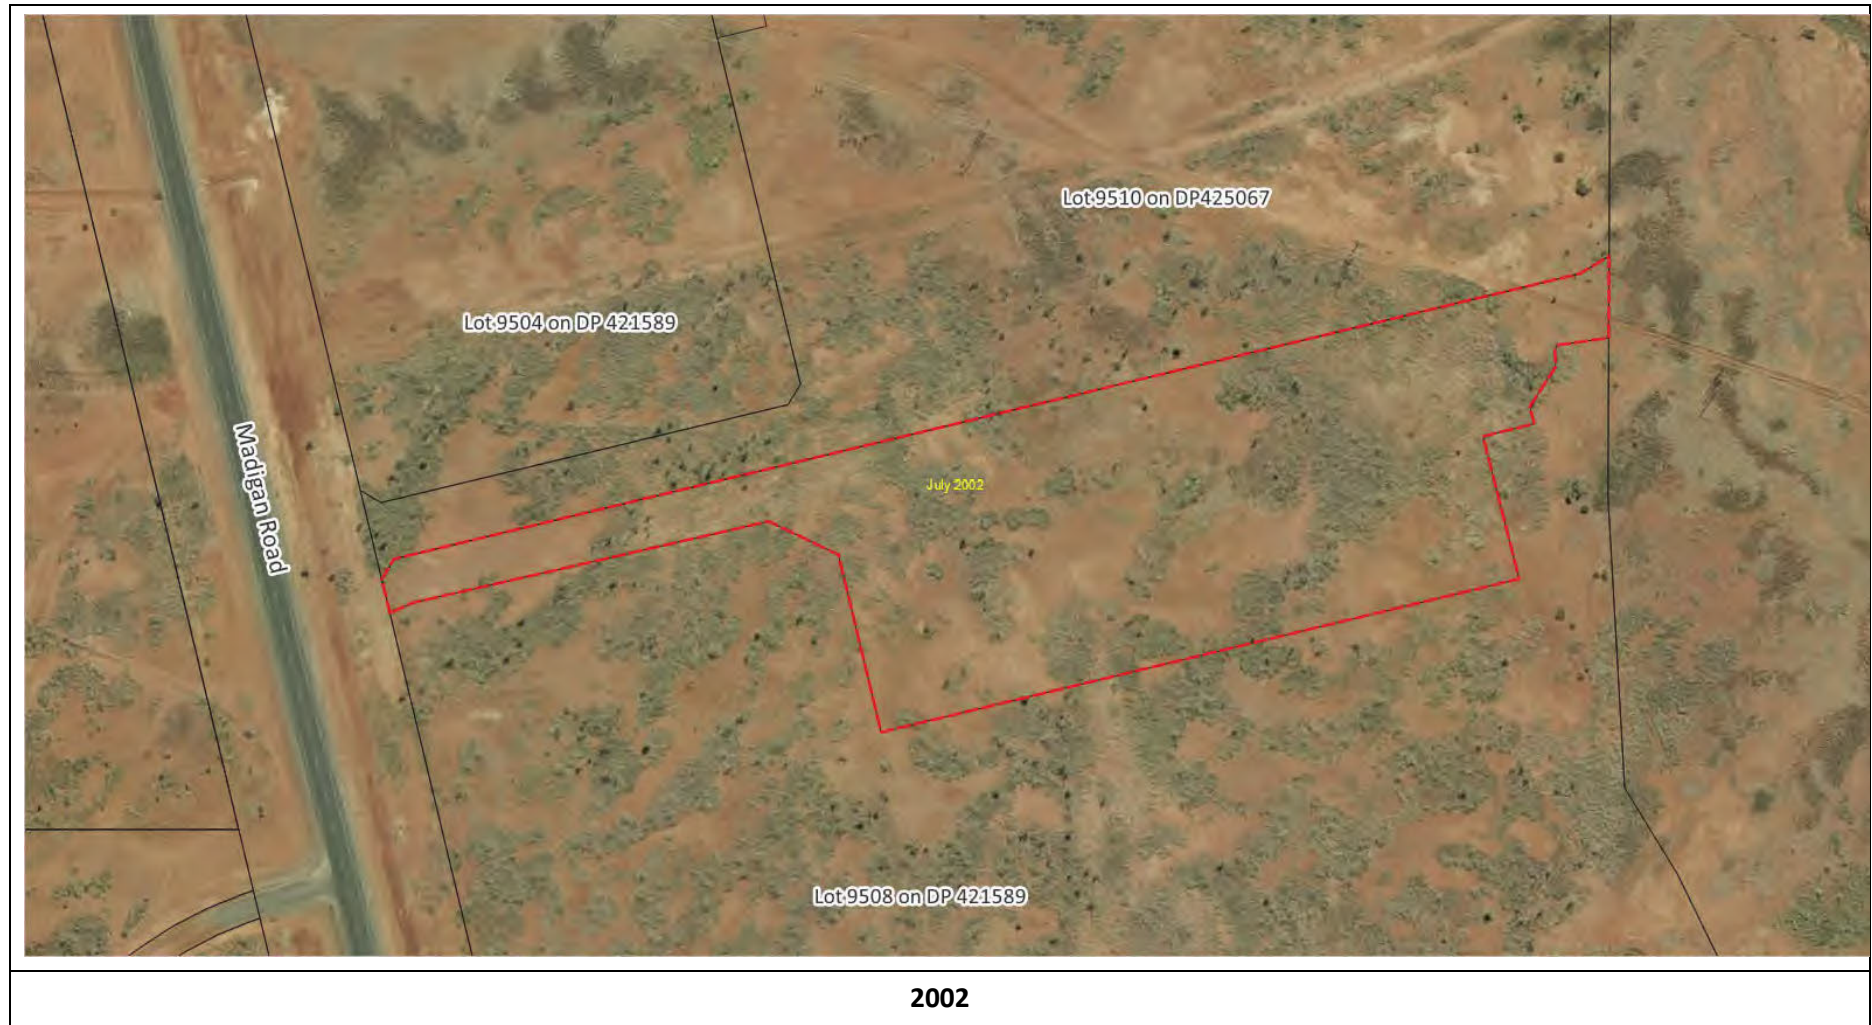 Lot 9510 on DP425067
Lot 9504 on DP 421589
Madigan Road
July 2002
Lot 9508 on DP 421589
2002